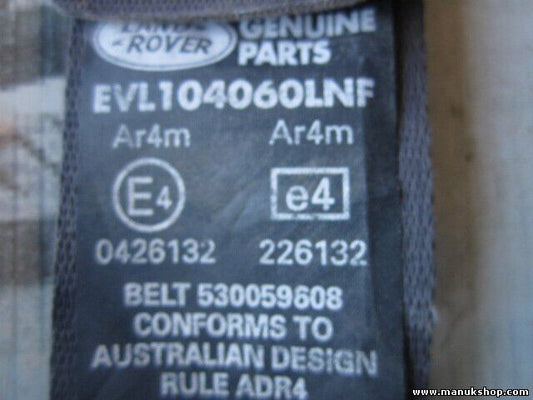 LAND
ROVER
GENUINE
PARTS
EVL104060LNF
Ar4m Ar4m
E4 e4
0426132 226132
BELT 530059608
CONFORMS TO
AUSTRALIAN DESIGN
RULE ADR4
www.manukshop.com